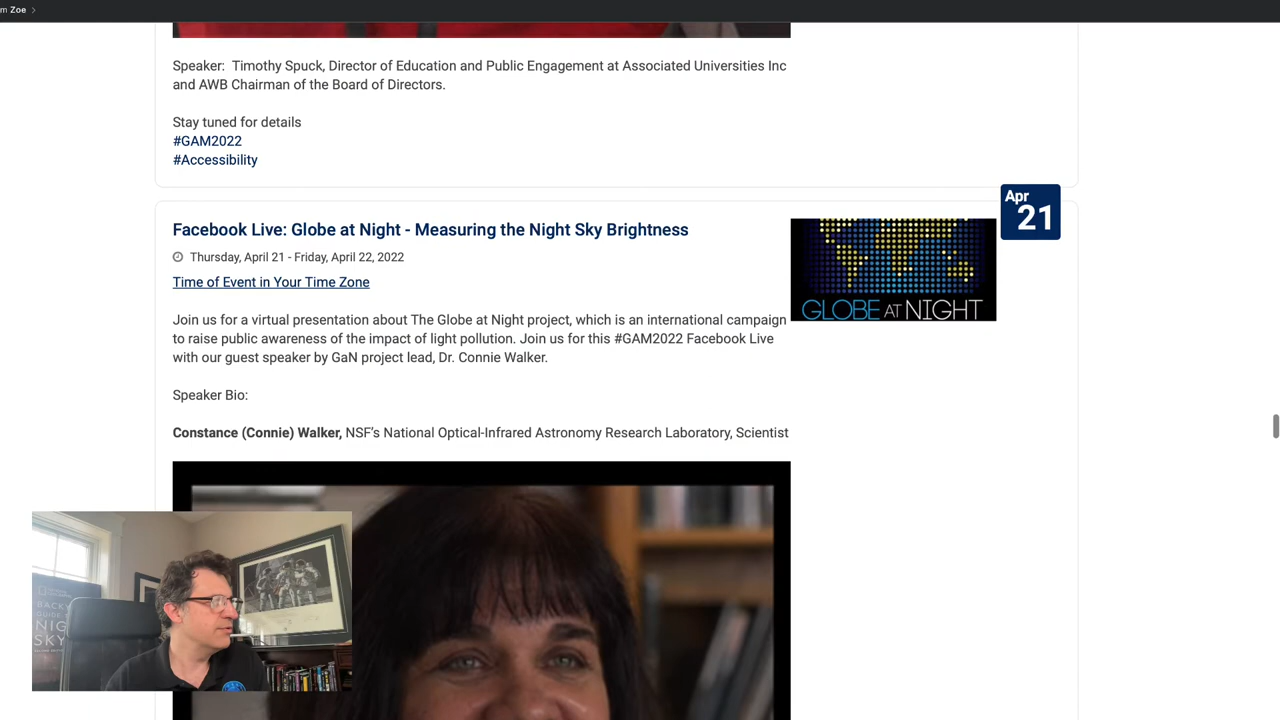 m Zoe
Speaker: Timothy Spuck, Director of Education and Public Engagement at Associated Universities Inc
and AWB Chairman of the Board of Directors.
Stay tuned for details
#GAM2022
#Accessibility
Apr
21
Facebook Live: Globe at Night - Measuring the Night Sky Brightness
Thursday, April 21 - Friday, April 22, 2022
Time of Event in Your Time Zone
GLOBE AT NIGHT
Join us for a virtual presentation about The Globe at Night project, which is an international campaign
to raise public awareness of the impact of light pollution. Join us for this #GAM2022 Facebook Live
with our guest speaker by GaN project lead, Dr. Connie Walker.
Speaker Bio:
Constance (Connie) Walker, NSF's National Optical-Infrared Astronomy Research Laboratory, Scientist
BACKY
GUIDE
NIG
SKY